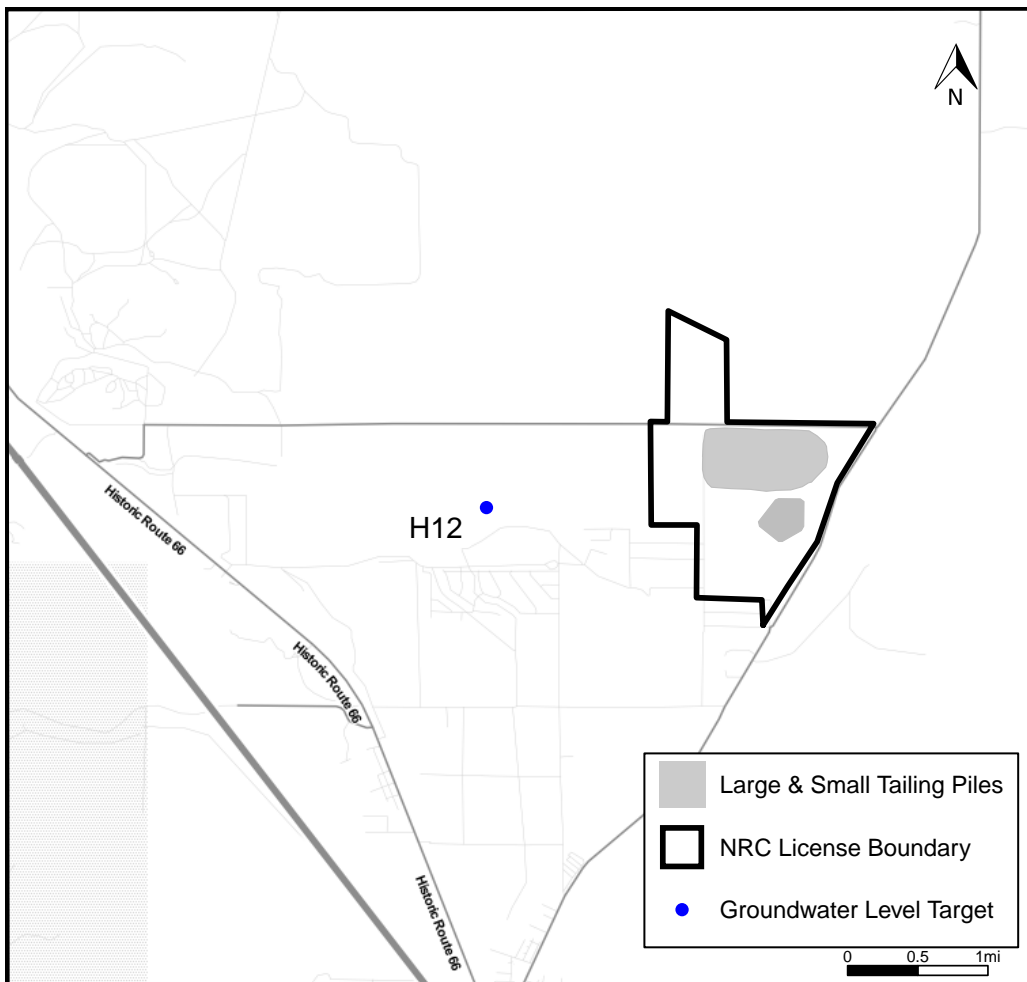 N
Historic Route 66
H12
Historic Route 66
Large & Small Tailing Piles
NRC License Boundary
Groundwater Level Target
Historic Route 66
0 0.5 1mi